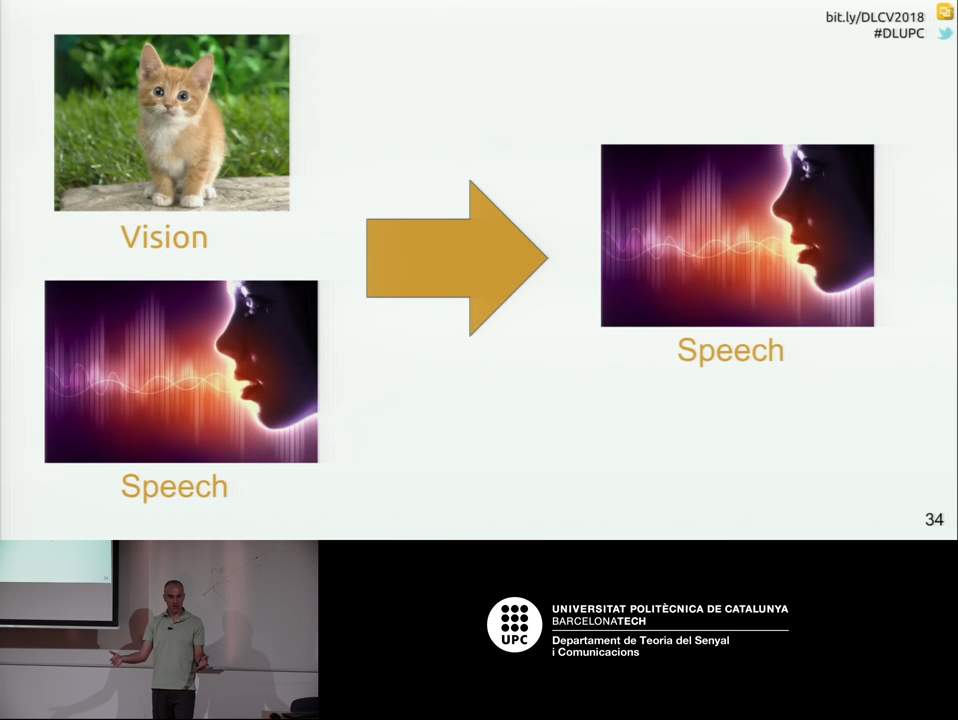 bit.ly/DLCV2018
#DLUPC
Vision
Speech
Speech
34
UPC
UNIVERSITAT POLITÈCNICA DE CATALUNYA
BARCELONATECH
Departament de Teoria del Senyal
i Comunicacions